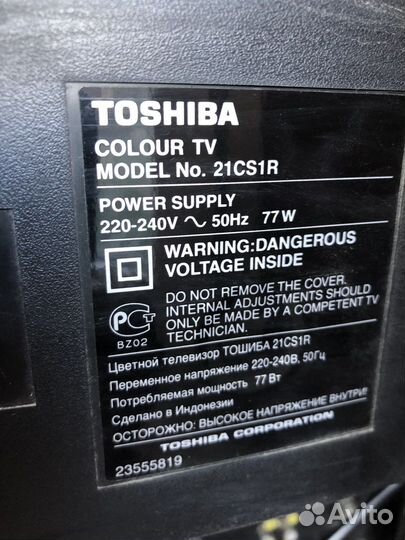 TOSHIBA
COLOUR TV
MODEL No. 21CS1R
POWER SUPPLY
220-240V ∿ 50Hz 77W
WARNING:DANGEROUS
VOLTAGE INSIDE
DO NOT REMOVE THE COVER.
INTERNAL ADJUSTMENTS SHOULD
ONLY BE MADE BY A COMPETENT TV
TECHNICIAN.
РСТ
BZ02
Цветной телевизор ТОШИБА 21CS1R
Переменное напряжение 220-240В, 50Гц
Потребляемая мощность 77 Вт
Сделано в Индонезии
ОСТОРОЖНО: ВЫСОКОЕ НАПРЯЖЕНИЕ ВНУТРИ!
TOSHIBA CORPORATION
23555819
Avito